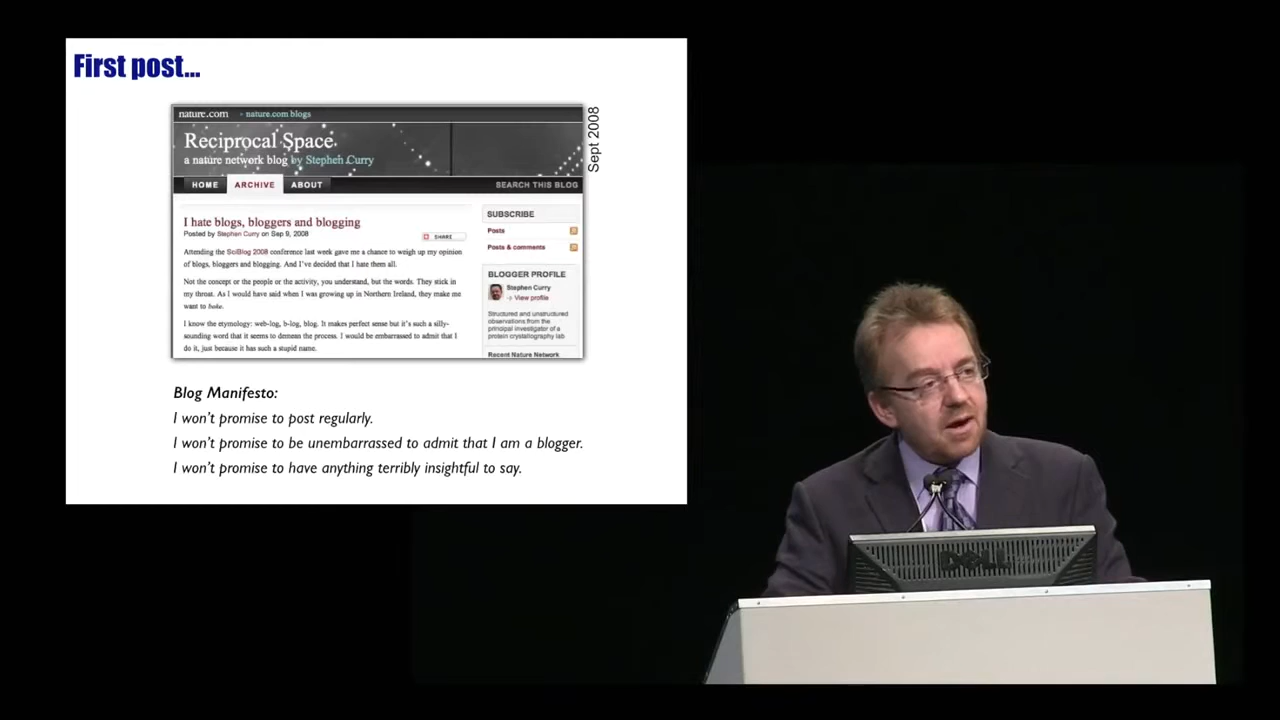 First post...
nature.com
nature.com blogs
Sept 2008
Reciprocal Space
a nature network blog by Stephen Curry
HOME ARCHIVE ABOUT SEARCH THIS BLOG
I hate blogs, bloggers and blogging
Posted by Stephen Curry on Sep 9, 2008
SHARE
Attending the SciBlog 2008 conference last week gave me a chance to weigh up my opinion
of blogs, bloggers and blogging. And I've decided that I hate them all.
Not the concept or the people or the activity, you understand, but the words. They stick in
my throat. As I would have said when I was growing up in Northern Ireland, they make me
want to boke.
I know the etymology: web-log, b-log, blog. It makes perfect sense but it's such a silly-
sounding word that it seems to demean the process. I would be embarrassed to admit that I
do it, just because it has such a stupid name.
SUBSCRIBE
Posts
Posts & comments
BLOGGER PROFILE
Stephen Curry
View profile
Structured and unstructured
observations from the
principal investigator of a
protein crystallography lab
Recent Nature Network
Blog Manifesto:
I won't promise to post regularly.
I won't promise to be unembarrassed to admit that I am a blogger.
I won't promise to have anything terribly insightful to say.
DELL